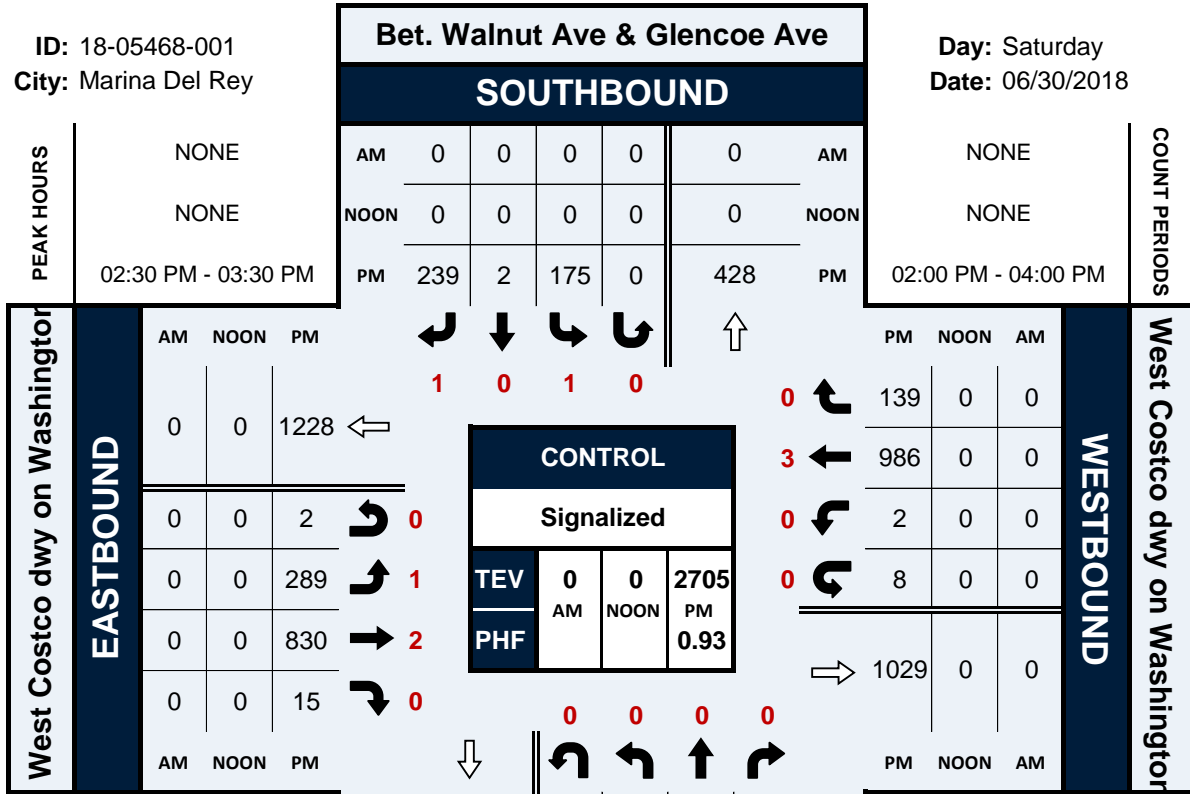 ID: 18-05468-001
City: Marina Del Rey
Bet. Walnut Ave & Glencoe Ave
SOUTHBOUND
Day: Saturday
Date: 06/30/2018
PEAK HOURS
NONE
NONE
02:30 PM - 03:30 PM
AM 0 0 0 0 0 AM
NOON 0 0 0 0 0 NOON
PM 239 2 175 0 428 PM
NONE
NONE
02:00 PM - 04:00 PM
COUNT PERIODS
1 0 1 0
West Costco dwy on Washington
EASTBOUND
AM NOON PM
0 0 1228
0 0 2 0
0 0 289 1
0 0 830 2
0 0 15 0
AM NOON PM
CONTROL
Signalized
TEV 0 0 2705
AM NOON PM
PHF 0.93
PM NOON AM
0 139 0 0
3 986 0 0
0 2 0 0
0 8 0 0
1029 0 0
PM NOON AM
WESTBOUND
West Costco dwy on Washington
0 0 0 0